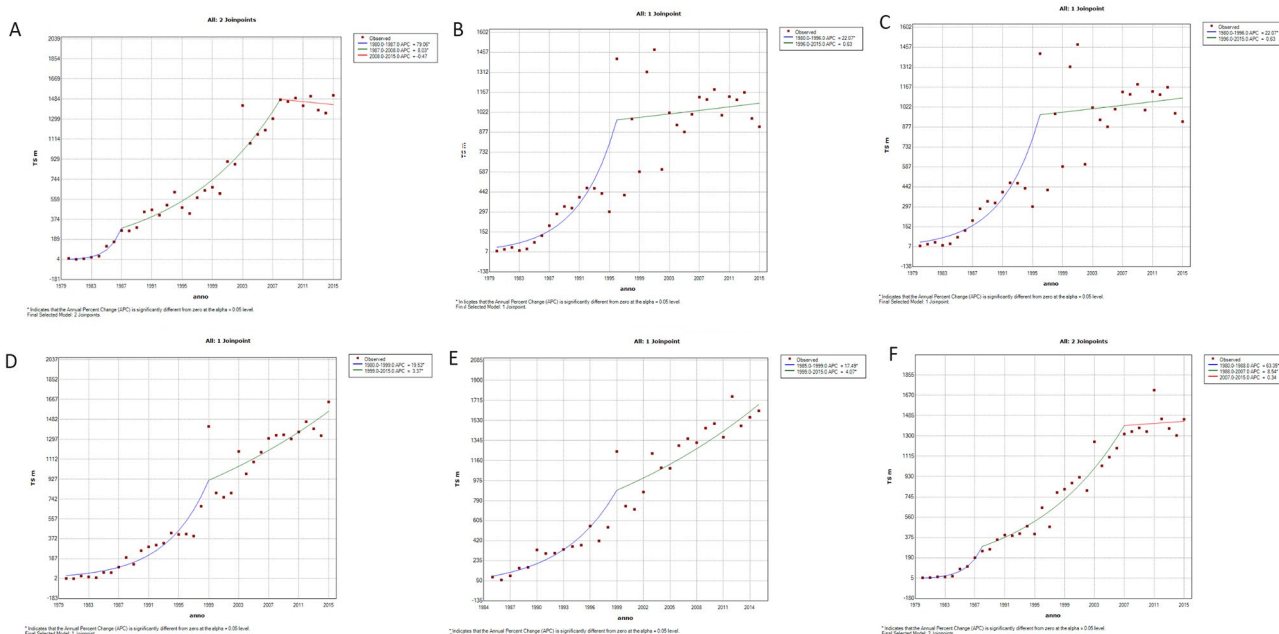 A
All: 2 Joinpoints
Observed
1980.0-1987.0 APC = 79.06*
1987.0-2008.0 APC = 8.03*
2008.0-2015.0 APC = -0.47
TS m
2039
1854
1669
1484
1299
1114
929
744
559
374
189
4
-181
1979 1983 1987 1991 1995 1999 2003 2007 2011 2015
anno
* Indicates that the Annual Percent Change (APC) is significantly different from zero at the alpha = 0.05 level.
Final Selected Model: 2 Joinpoints.
B
All: 1 Joinpoint
Observed
1980.0-1996.0 APC = 22.07*
1996.0-2015.0 APC = 0.63
TS m
1602
1457
1312
1167
1022
877
732
587
442
297
152
7
-138
1979 1983 1987 1991 1995 1999 2003 2007 2011 2015
anno
* Indicates that the Annual Percent Change (APC) is significantly different from zero at the alpha = 0.05 level.
Final Selected Model: 1 Joinpoint.
C
All: 1 Joinpoint
Observed
1980.0-1996.0 APC = 22.07*
1996.0-2015.0 APC = 0.63
TS m
1602
1457
1312
1167
1022
877
732
587
442
297
152
7
-138
1979 1983 1987 1991 1995 1999 2003 2007 2011 2015
anno
* Indicates that the Annual Percent Change (APC) is significantly different from zero at the alpha = 0.05 level.
Final Selected Model: 1 Joinpoint.
D
All: 1 Joinpoint
Observed
1980.0-1999.0 APC = 19.83*
1999.0-2015.0 APC = 3.37*
TS m
2037
1852
1667
1482
1297
1112
927
742
557
372
187
2
-183
1979 1983 1987 1991 1995 1999 2003 2007 2011 2015
anno
* Indicates that the Annual Percent Change (APC) is significantly different from zero at the alpha = 0.05 level.
Final Selected Model: 1 Joinpoint.
E
All: 1 Joinpoint
Observed
1985.0-1999.0 APC = 17.49*
1999.0-2015.0 APC = 4.07*
TS m
2085
1900
1715
1530
1345
1160
975
790
605
420
235
50
-135
1984 1987 1990 1993 1996 1999 2002 2005 2008 2011 2014
anno
* Indicates that the Annual Percent Change (APC) is significantly different from zero at the alpha = 0.05 level.
F
All: 2 Joinpoints
Observed
1980.0-1988.0 APC = 63.35*
1988.0-2007.0 APC = 8.54*
2007.0-2015.0 APC = 0.34
TS m
1855
1670
1485
1300
1115
930
745
560
375
190
5
-180
1979 1983 1987 1991 1995 1999 2003 2007 2011 2015
anno
* Indicates that the Annual Percent Change (APC) is significantly different from zero at the alpha = 0.05 level.
Final Selected Model: 2 Joinpoints.